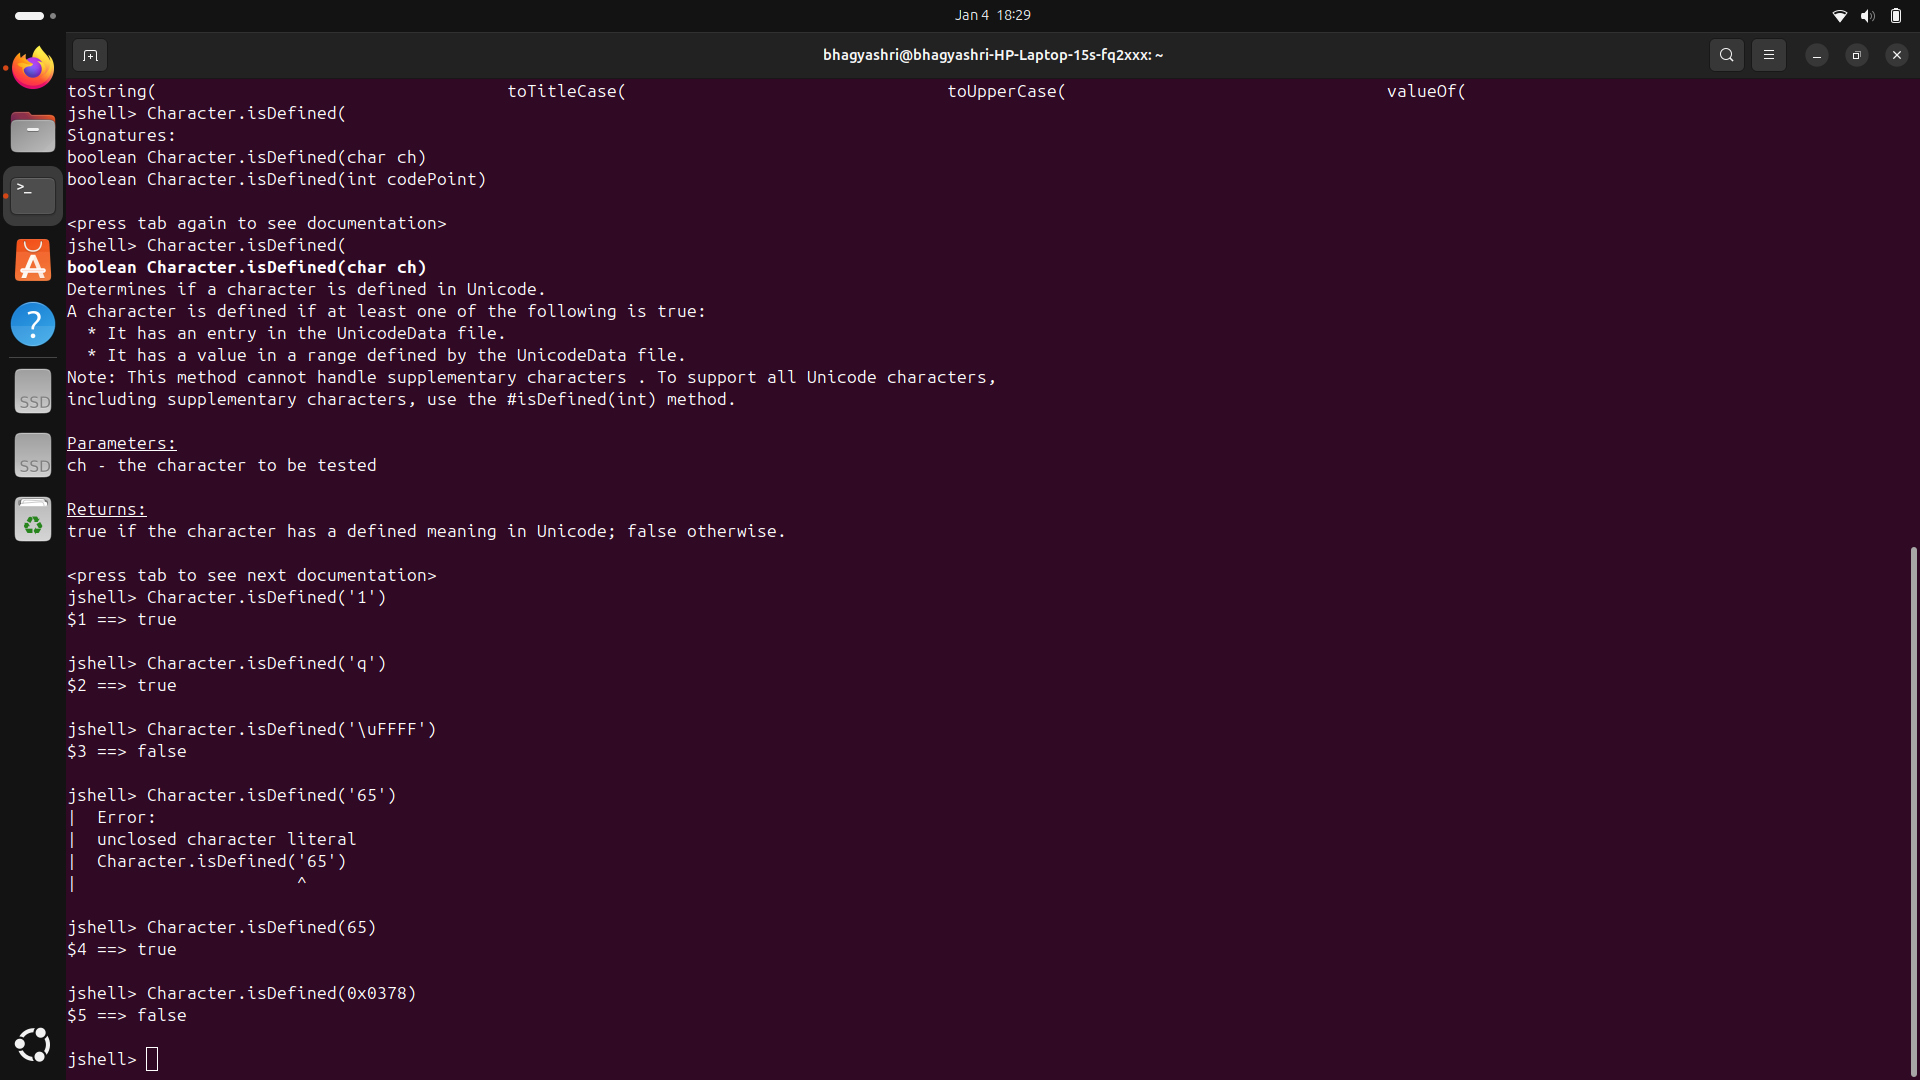 Jan 4 18:29
bhagyashri@bhagyashri-HP-Laptop-15s-fq2xxx: ~
toString( toTitleCase( toUpperCase( valueOf(
jshell> Character.isDefined(
Signatures:
boolean Character.isDefined(char ch)
boolean Character.isDefined(int codePoint)
<press tab again to see documentation>
jshell> Character.isDefined(
boolean Character.isDefined(char ch)
Determines if a character is defined in Unicode.
A character is defined if at least one of the following is true:
* It has an entry in the UnicodeData file.
* It has a value in a range defined by the UnicodeData file.
Note: This method cannot handle supplementary characters . To support all Unicode characters,
including supplementary characters, use the #isDefined(int) method.
Parameters:
ch - the character to be tested
Returns:
true if the character has a defined meaning in Unicode; false otherwise.
<press tab to see next documentation>
jshell> Character.isDefined('1')
$1 ==> true
jshell> Character.isDefined('q')
$2 ==> true
jshell> Character.isDefined('\uFFFF')
$3 ==> false
jshell> Character.isDefined('65')
| Error:
| unclosed character literal
| Character.isDefined('65')
| ^
jshell> Character.isDefined(65)
$4 ==> true
jshell> Character.isDefined(0x0378)
$5 ==> false
jshell>
>_
?
SSD
SSD